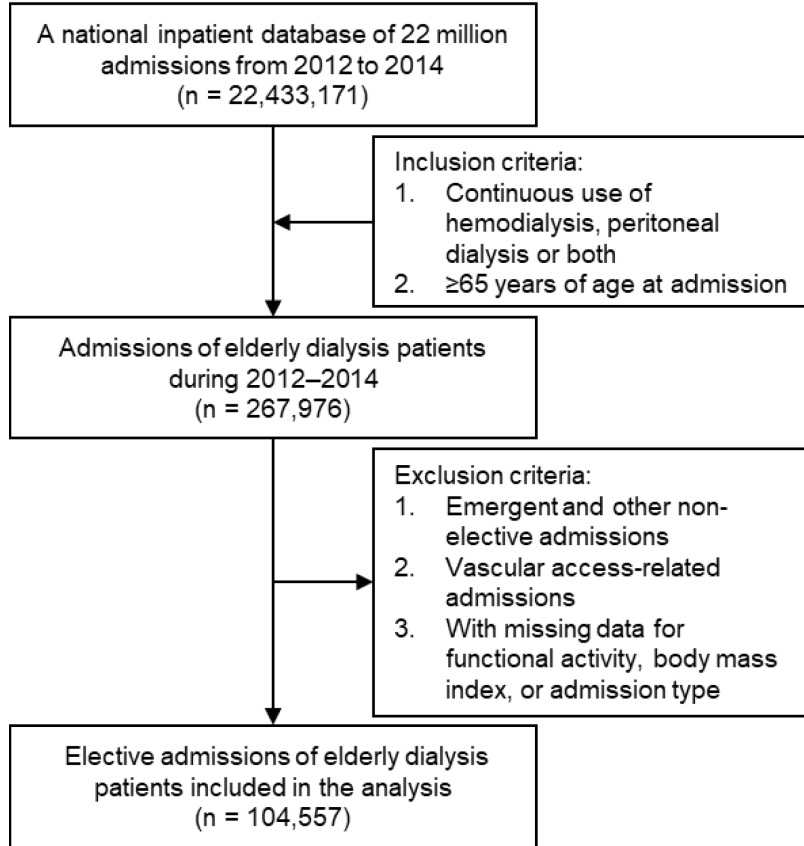 A national inpatient database of 22 million
admissions from 2012 to 2014
(n = 22,433,171)
Inclusion criteria:
1. Continuous use of
hemodialysis, peritoneal
dialysis or both
2. ≥65 years of age at admission
Admissions of elderly dialysis patients
during 2012–2014
(n = 267,976)
Exclusion criteria:
1. Emergent and other non-
elective admissions
2. Vascular access-related
admissions
3. With missing data for
functional activity, body mass
index, or admission type
Elective admissions of elderly dialysis
patients included in the analysis
(n = 104,557)